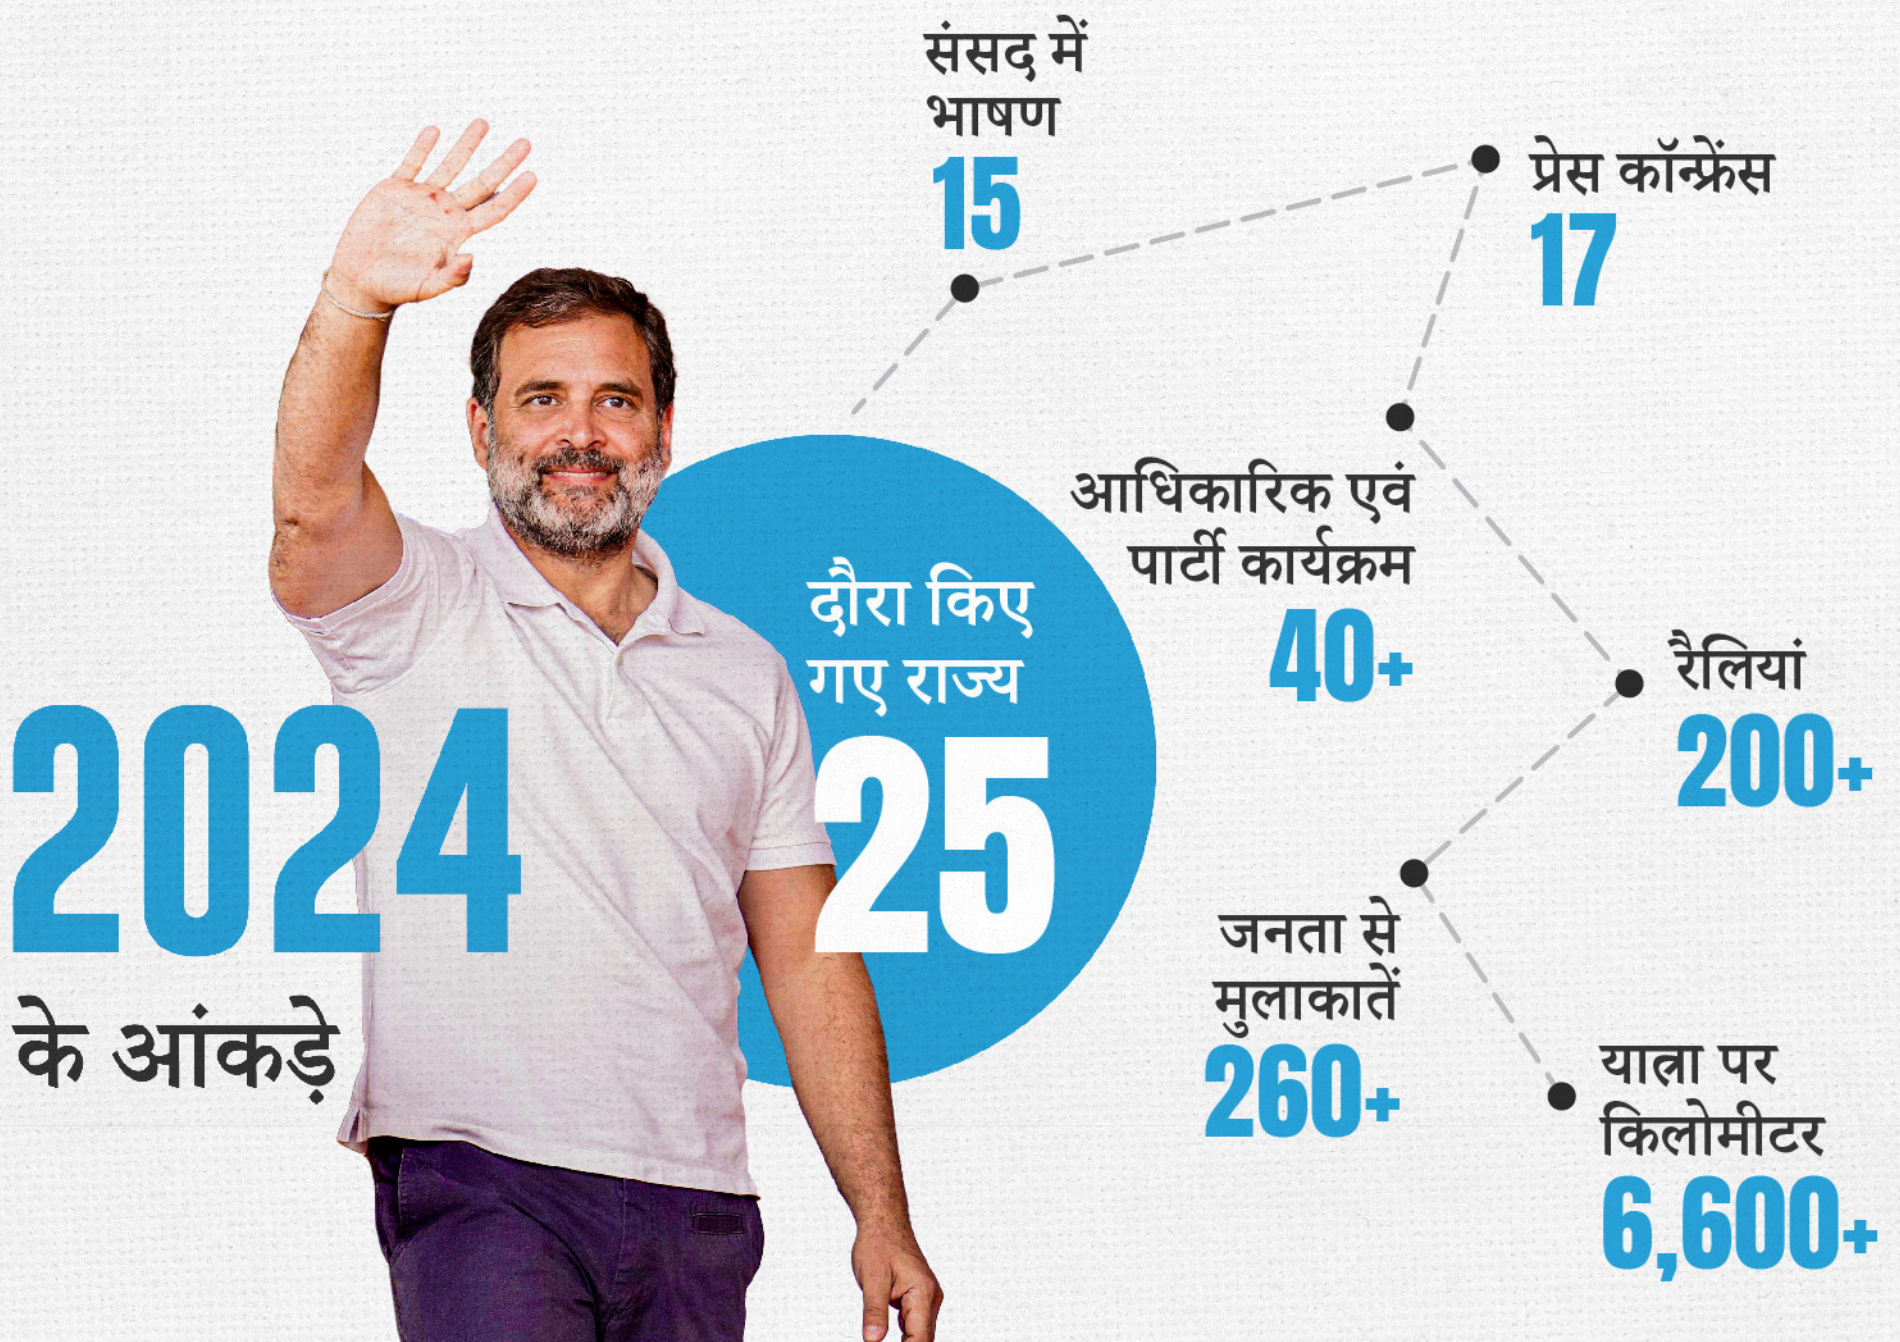 संसद में
भाषण
15
प्रेस कॉन्फ्रेंस
17
आधिकारिक एवं
पार्टी कार्यक्रम
40+
दौरा किए
गए राज्य
25
रैलियां
200+
2024
के आंकड़े
जनता से
मुलाकातें
260+
यात्रा पर
किलोमीटर
6,600+